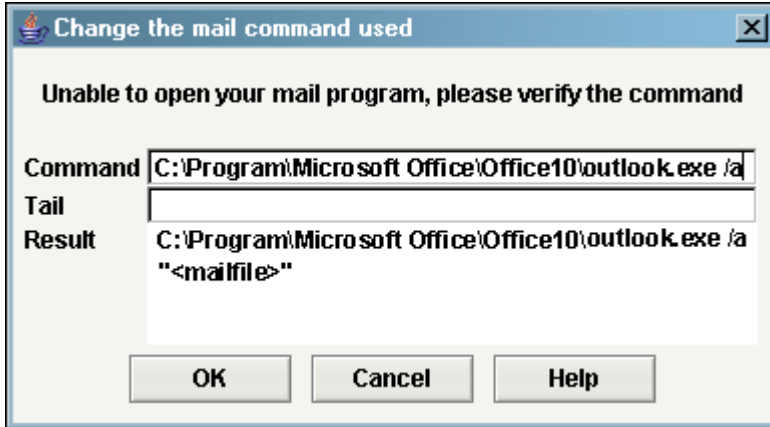 Change the mail command used
Unable to open your mail program, please verify the command
Command C:\Program\Microsoft Office\Office10\outlook.exe /a
Tail
Result C:\Program\Microsoft Office\Office10\outlook.exe /a
"<mailfile>"
OK Cancel Help